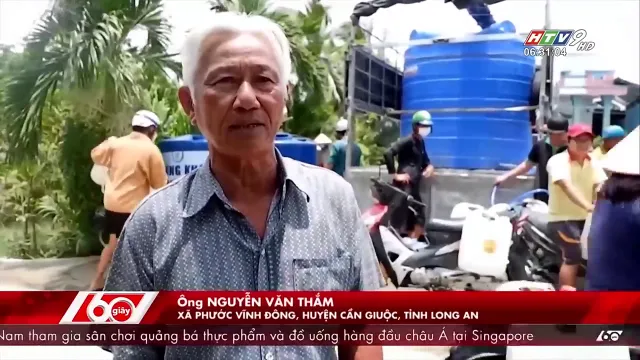 HTV9 HD
06:31:04
60 giây
Ông NGUYỄN VĂN THẮM
XÃ PHƯỚC VĨNH ĐÔNG, HUYỆN CẦN GIUỘC, TỈNH LONG AN
Nam tham gia sân chơi quảng bá thực phẩm và đồ uống hàng đầu châu Á tại Singapore
60